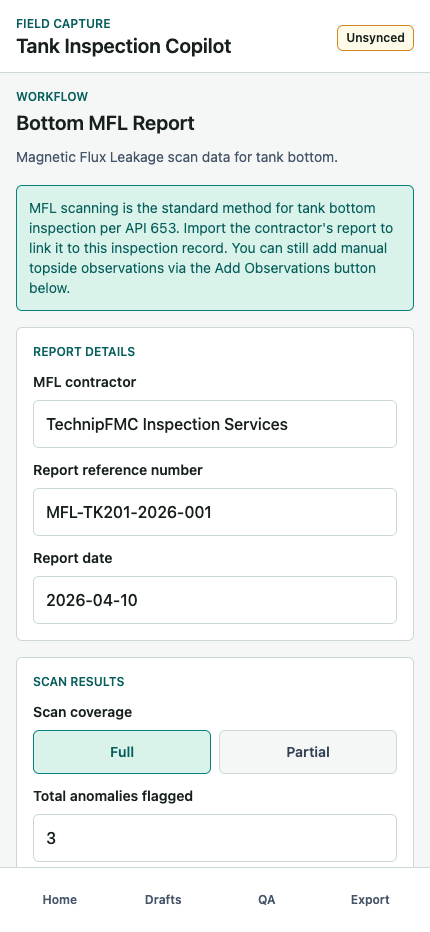 FIELD CAPTURE
Tank Inspection Copilot
Unsynced
WORKFLOW
Bottom MFL Report
Magnetic Flux Leakage scan data for tank bottom.
MFL scanning is the standard method for tank bottom
inspection per API 653. Import the contractor's report to
link it to this inspection record. You can still add manual
topside observations via the Add Observations button
below.
REPORT DETAILS
MFL contractor
TechnipFMC Inspection Services
Report reference number
MFL-TK201-2026-001
Report date
2026-04-10
SCAN RESULTS
Scan coverage
Full
Partial
Total anomalies flagged
3
Home
Drafts
QA
Export